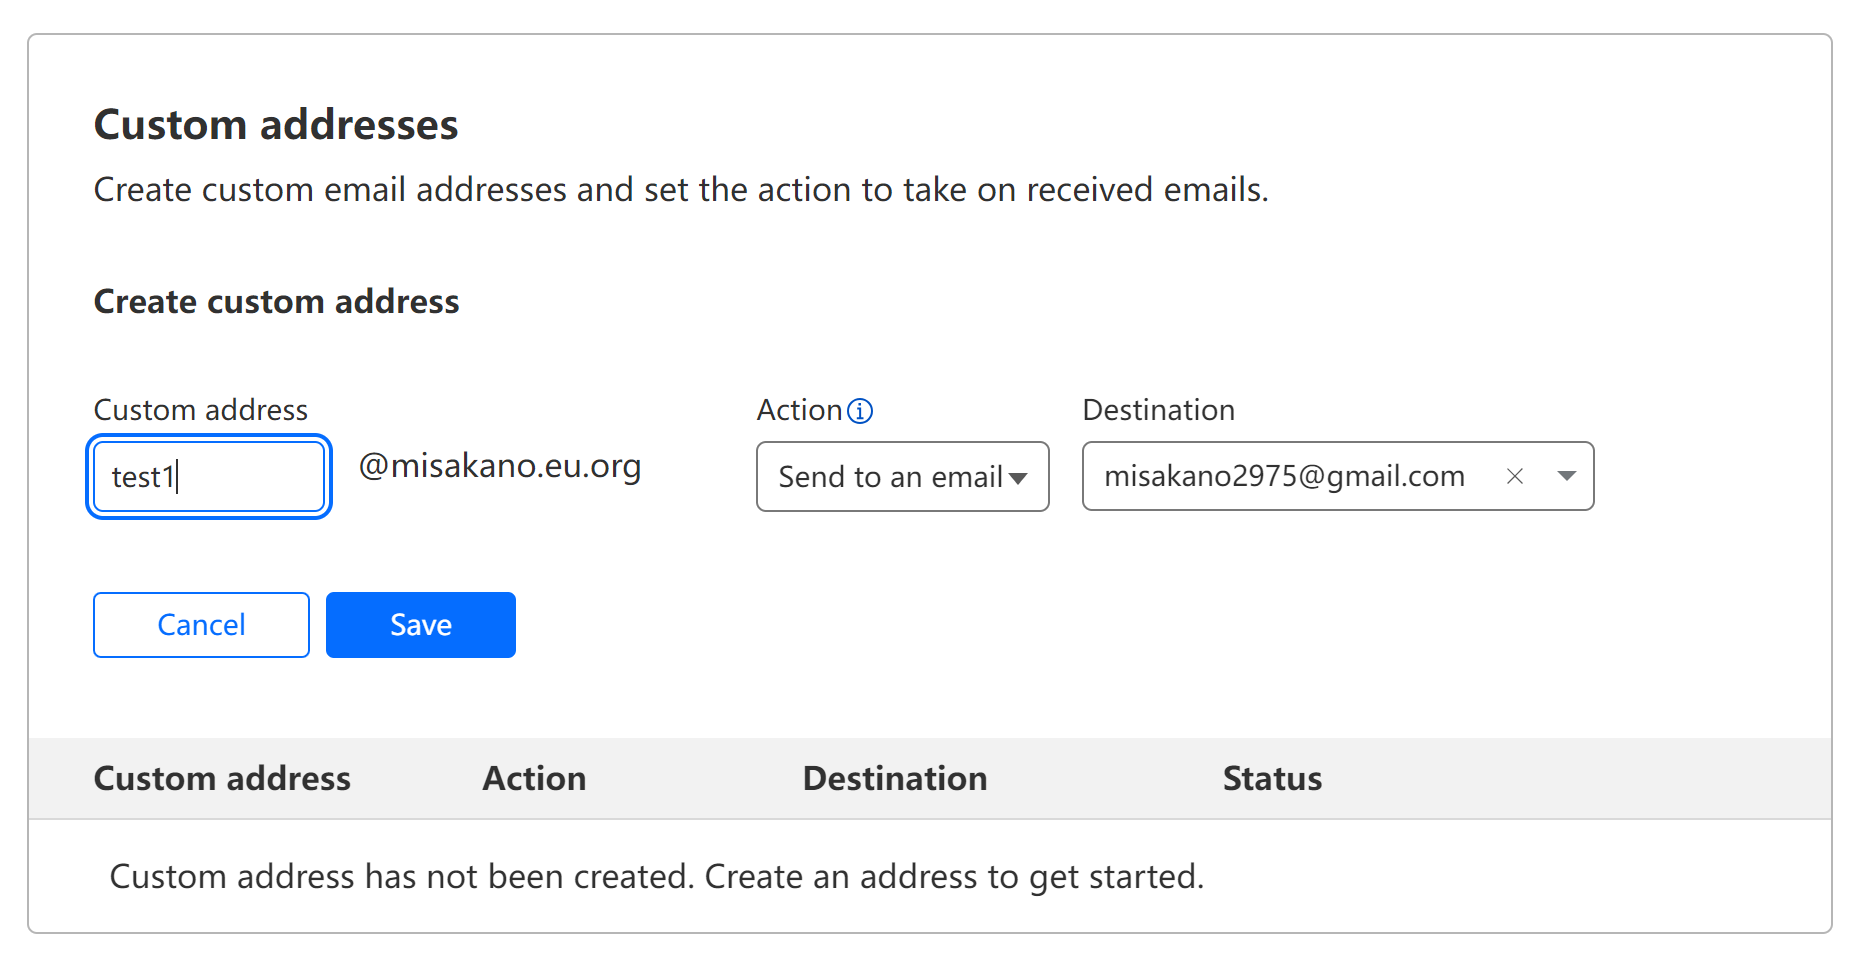 Custom addresses
Create custom email addresses and set the action to take on received emails.
Create custom address
Custom address
Action
Destination
test1
@misakano.eu.org
Send to an email
misakano2975@gmail.com
Cancel
Save
Custom address Action Destination Status
Custom address has not been created. Create an address to get started.